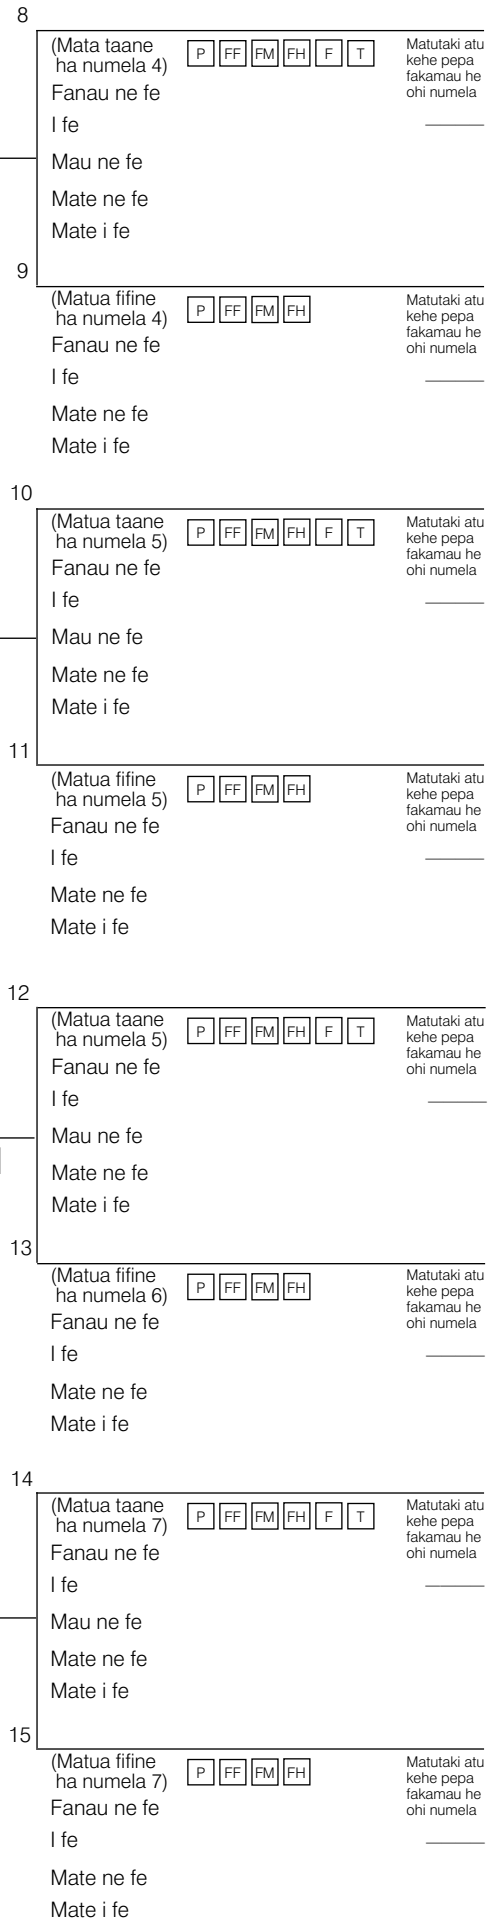 8
(Mata taane
ha numela 4)
P FF FM FH F T
Matutaki atu
kehe pepa
fakamau he
ohi numela
Fanau ne fe
I fe
Mau ne fe
Mate ne fe
Mate i fe
9
(Matua fifine
ha numela 4)
P FF FM FH
Matutaki atu
kehe pepa
fakamau he
ohi numela
Fanau ne fe
I fe
Mate ne fe
Mate i fe
10
(Matua taane
ha numela 5)
P FF FM FH F T
Matutaki atu
kehe pepa
fakamau he
ohi numela
Fanau ne fe
I fe
Mau ne fe
Mate ne fe
Mate i fe
11
(Matua fifine
ha numela 5)
P FF FM FH
Matutaki atu
kehe pepa
fakamau he
ohi numela
Fanau ne fe
I fe
Mate ne fe
Mate i fe
12
(Matua taane
ha numela 5)
P FF FM FH F T
Matutaki atu
kehe pepa
fakamau he
ohi numela
Fanau ne fe
I fe
Mau ne fe
Mate ne fe
Mate i fe
13
(Matua fifine
ha numela 6)
P FF FM FH
Matutaki atu
kehe pepa
fakamau he
ohi numela
Fanau ne fe
I fe
Mate ne fe
Mate i fe
14
(Matua taane
ha numela 7)
P FF FM FH F T
Matutaki atu
kehe pepa
fakamau he
ohi numela
Fanau ne fe
I fe
Mau ne fe
Mate ne fe
Mate i fe
15
(Matua fifine
ha numela 7)
P FF FM FH
Matutaki atu
kehe pepa
fakamau he
ohi numela
Fanau ne fe
I fe
Mate ne fe
Mate i fe